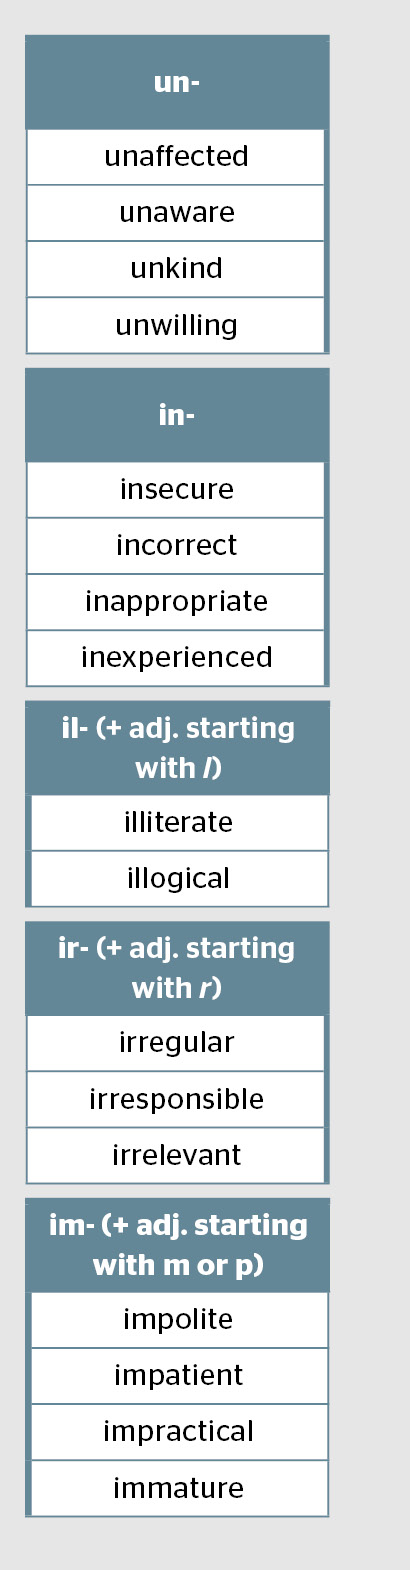 un-
unaffected
unaware
unkind
unwilling
in-
insecure
incorrect
inappropriate
inexperienced
il- (+ adj. starting
with l)
illiterate
illogical
ir- (+ adj. starting
with r)
irregular
irresponsible
irrelevant
im- (+ adj. starting
with m or p)
impolite
impatient
impractical
immature